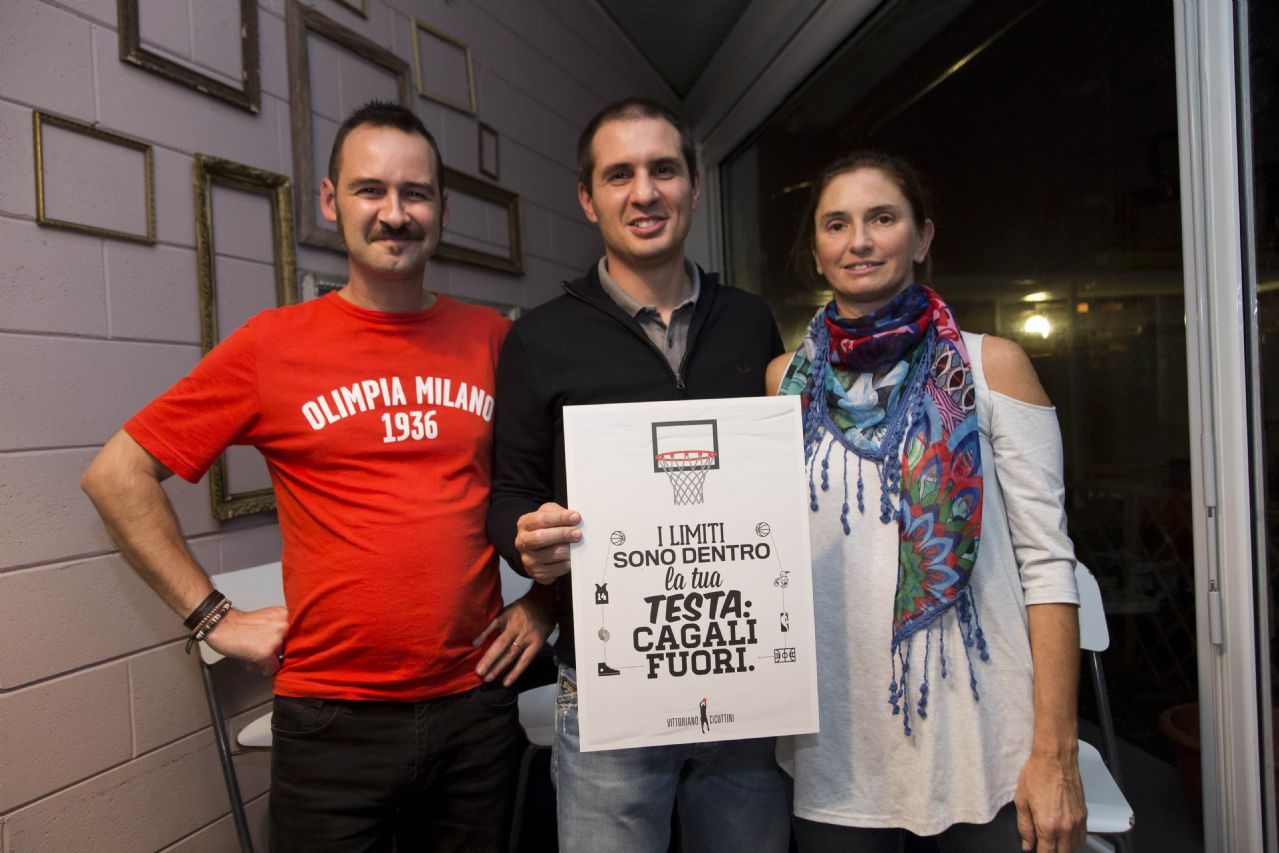 OLIMPIA MILANO
1936
I LIMITI
SONO DENTRO
la tua
TESTA:
CAGALI
FUORI.
14
VITTORIANO CICUTTINI